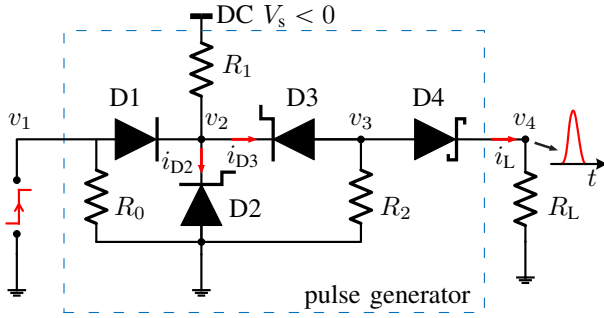 DC V_s < 0
R_1
D1
D3
D4
v_1
v_2
v_3
v_4
i_D2
i_D3
i_L
t
R_0
D2
R_2
R_L
pulse generator